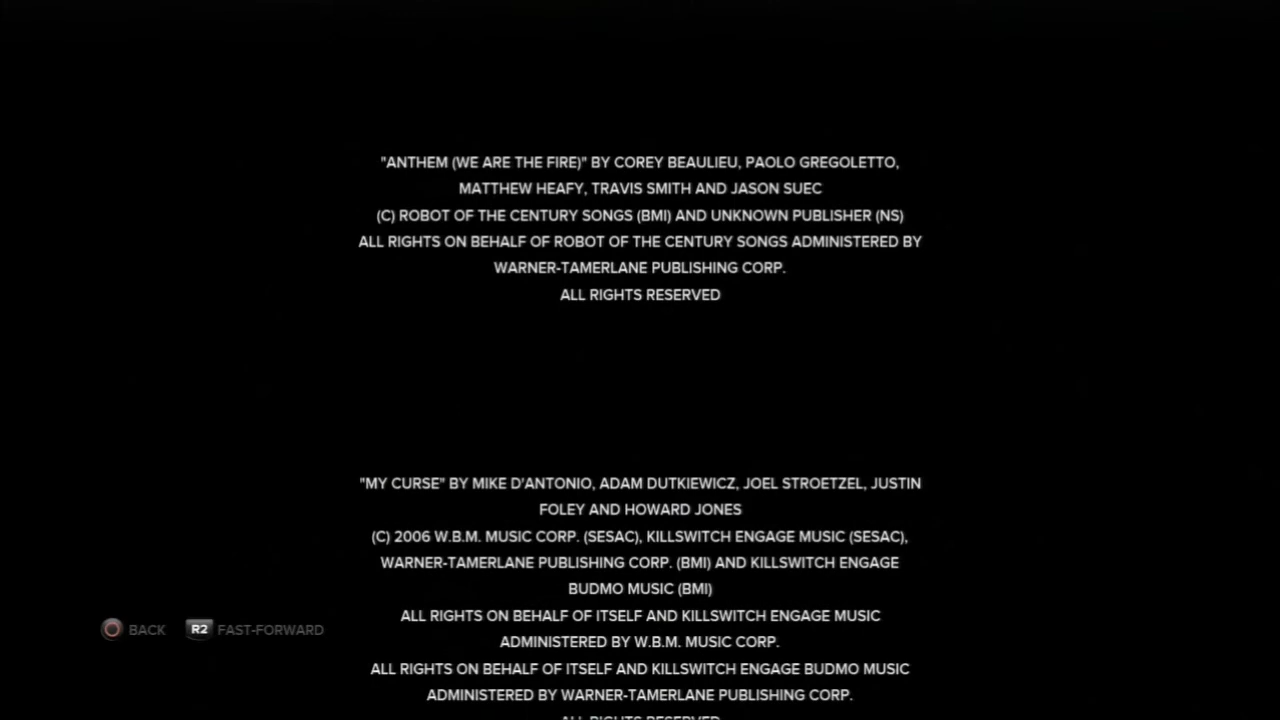 "ANTHEM (WE ARE THE FIRE)" BY COREY BEAULIEU, PAOLO GREGOLETTO,
MATTHEW HEAFY, TRAVIS SMITH AND JASON SUEC
(C) ROBOT OF THE CENTURY SONGS (BMI) AND UNKNOWN PUBLISHER (NS)
ALL RIGHTS ON BEHALF OF ROBOT OF THE CENTURY SONGS ADMINISTERED BY
WARNER-TAMERLANE PUBLISHING CORP.
ALL RIGHTS RESERVED
"MY CURSE" BY MIKE D'ANTONIO, ADAM DUTKIEWICZ, JOEL STROETZEL, JUSTIN
FOLEY AND HOWARD JONES
(C) 2006 W.B.M. MUSIC CORP. (SESAC), KILLSWITCH ENGAGE MUSIC (SESAC),
WARNER-TAMERLANE PUBLISHING CORP. (BMI) AND KILLSWITCH ENGAGE
BUDMO MUSIC (BMI)
ALL RIGHTS ON BEHALF OF ITSELF AND KILLSWITCH ENGAGE MUSIC
ADMINISTERED BY W.B.M. MUSIC CORP.
ALL RIGHTS ON BEHALF OF ITSELF AND KILLSWITCH ENGAGE BUDMO MUSIC
ADMINISTERED BY WARNER-TAMERLANE PUBLISHING CORP.
ALL RIGHTS RESERVED
BACK R2 FAST-FORWARD